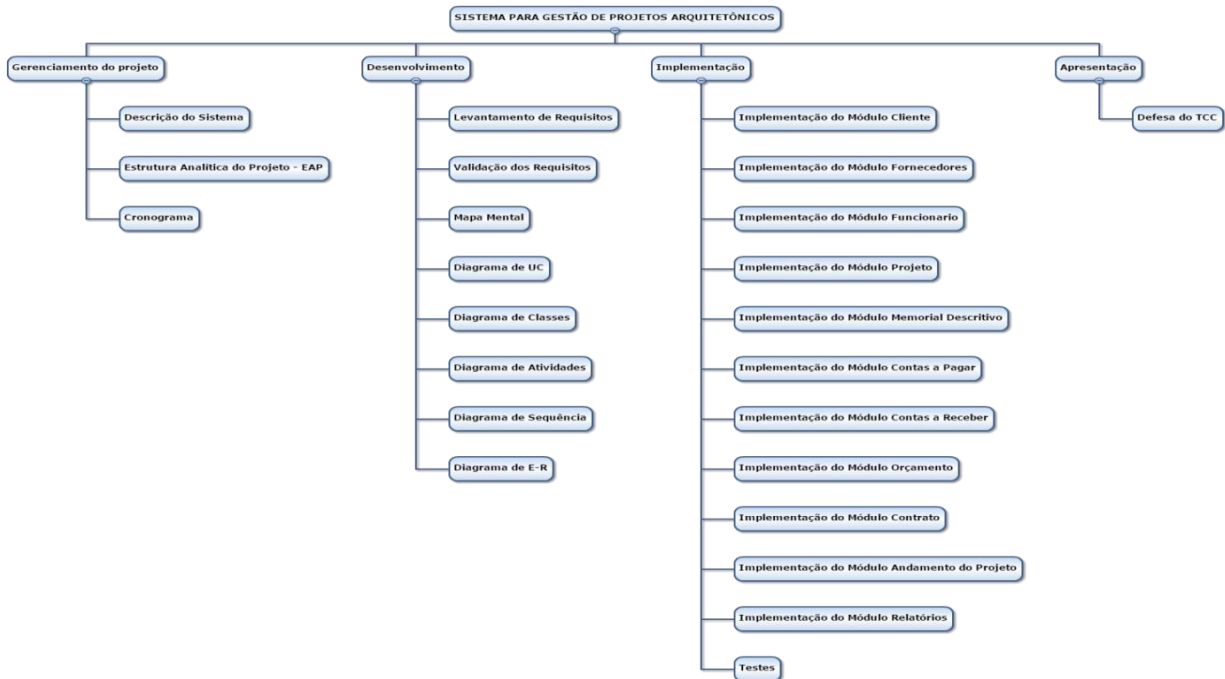 SISTEMA PARA GESTÃO DE PROJETOS ARQUITETÔNICOS
Gerenciamento do projeto
Descrição do Sistema
Estrutura Analítica do Projeto - EAP
Cronograma
Desenvolvimento
Levantamento de Requisitos
Validação dos Requisitos
Mapa Mental
Diagrama de UC
Diagrama de Classes
Diagrama de Atividades
Diagrama de Sequência
Diagrama de E-R
Implementação
Implementação do Módulo Cliente
Implementação do Módulo Fornecedores
Implementação do Módulo Funcionario
Implementação do Módulo Projeto
Implementação do Módulo Memorial Descritivo
Implementação do Módulo Contas a Pagar
Implementação do Módulo Contas a Receber
Implementação do Módulo Orçamento
Implementação do Módulo Contrato
Implementação do Módulo Andamento do Projeto
Implementação do Módulo Relatórios
Testes
Apresentação
Defesa do TCC